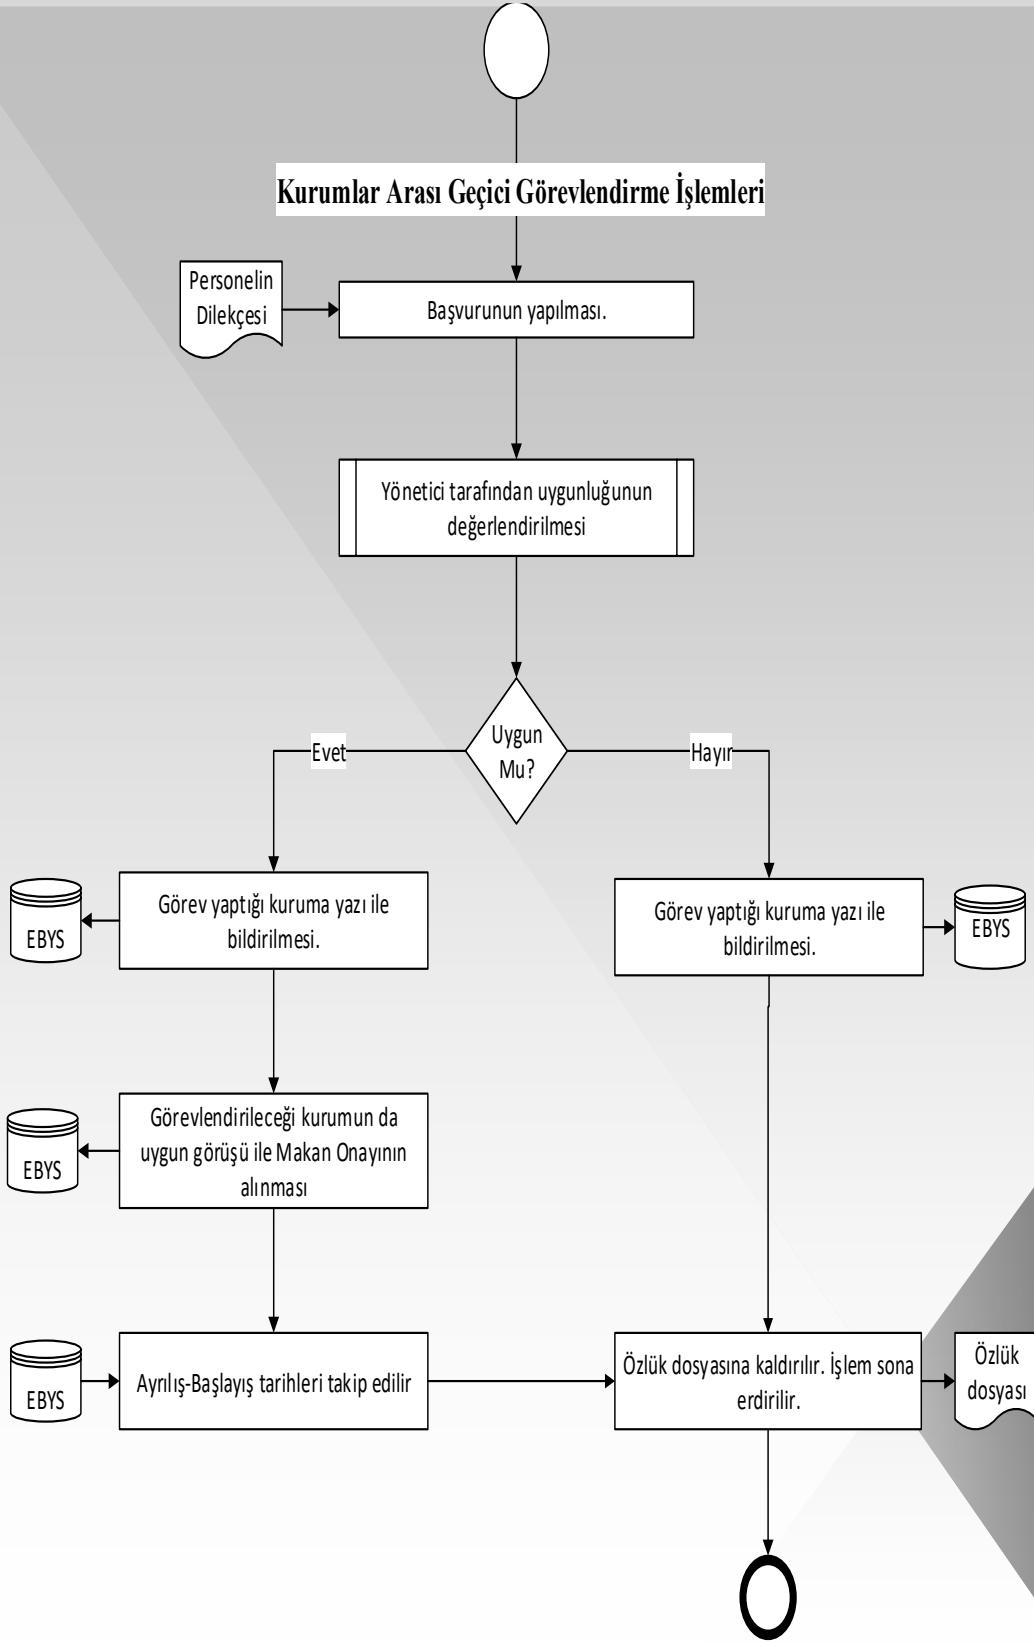 Kurumlar Arası Geçici Görevlendirme İşlemleri
Personelin
Dilekçesi
Başvurunun yapılması.
Yönetici tarafından uygunluğunun
değerlendirilmesi
Uygun
Mu?
Evet
Hayır
Görev yaptığı kuruma yazı ile
bildirilmesi.
EBYS
Görev yaptığı kuruma yazı ile
bildirilmesi.
EBYS
Görevlendirileceği kurumun da
uygun görüşü ile Makan Onayının
alınması
EBYS
EBYS
Ayrılış-Başlayış tarihleri takip edilir
Özlük dosyasına kaldırılır. İşlem sona
erdirilir.
Özlük
dosyası